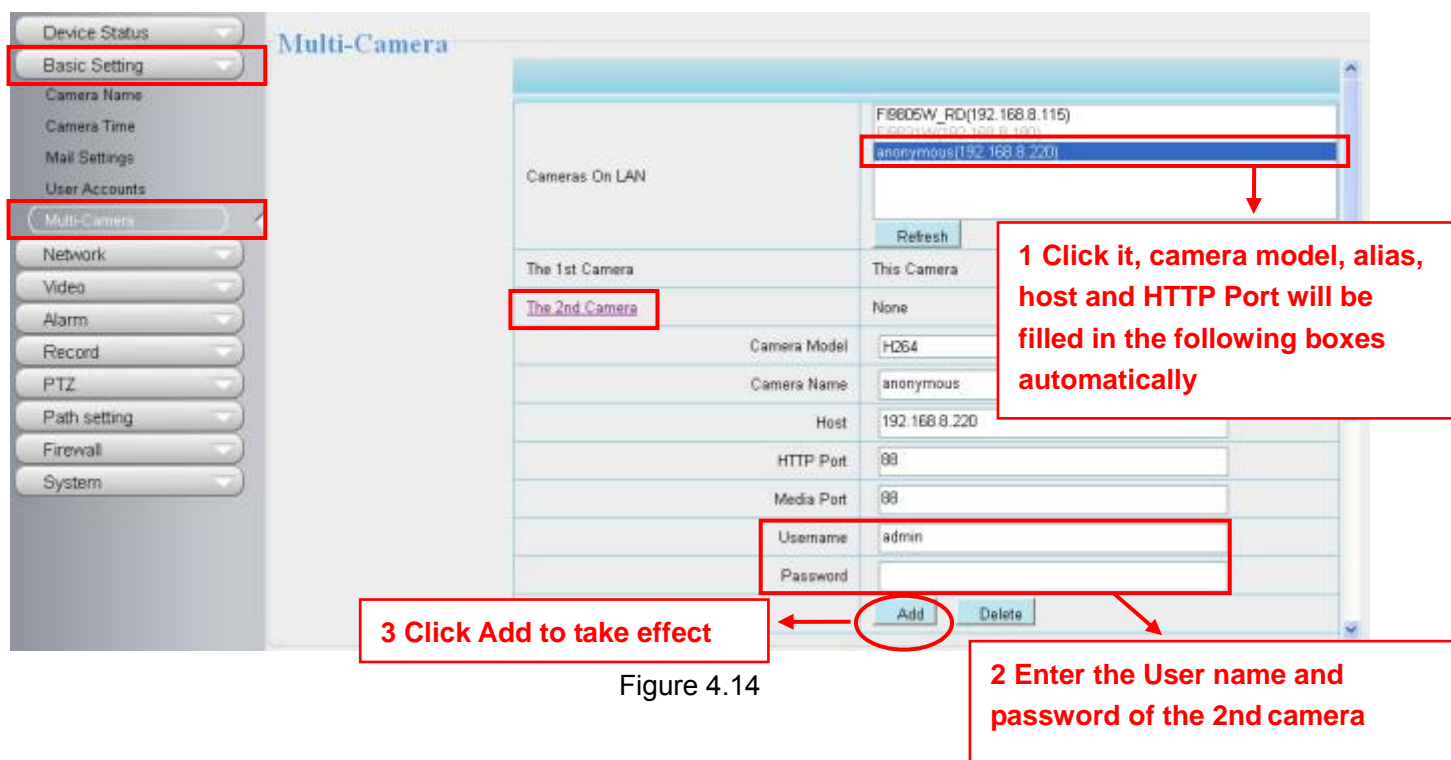 Device Status
Basic Setting
Camera Name
Camera Time
Mail Settings
User Accounts
Multi-Camera
Network
Video
Alarm
Record
PTZ
Path setting
Firewall
System
Multi-Camera
Cameras On LAN
FI9805W_RD(192.168.8.115)
anonymous(192.168.8.220)
Refresh
The 1st Camera
This Camera
The 2nd Camera
None
Camera Model
H264
Camera Name
anonymous
Host
192.168.8.220
HTTP Port
88
Media Port
88
Username
admin
Password
Add
Delete
1 Click it, camera model, alias,
host and HTTP Port will be
filled in the following boxes
automatically
3 Click Add to take effect
2 Enter the User name and
password of the 2nd camera
Figure 4.14